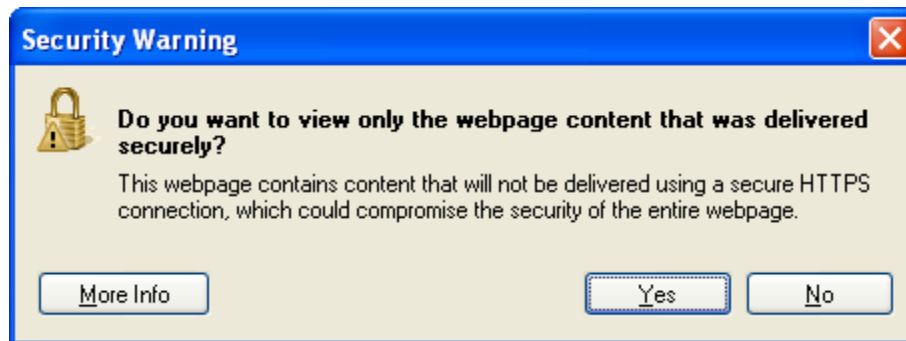 Security Warning
Do you want to view only the webpage content that was delivered
securely?
This webpage contains content that will not be delivered using a secure HTTPS
connection, which could compromise the security of the entire webpage.
More Info
Yes
No